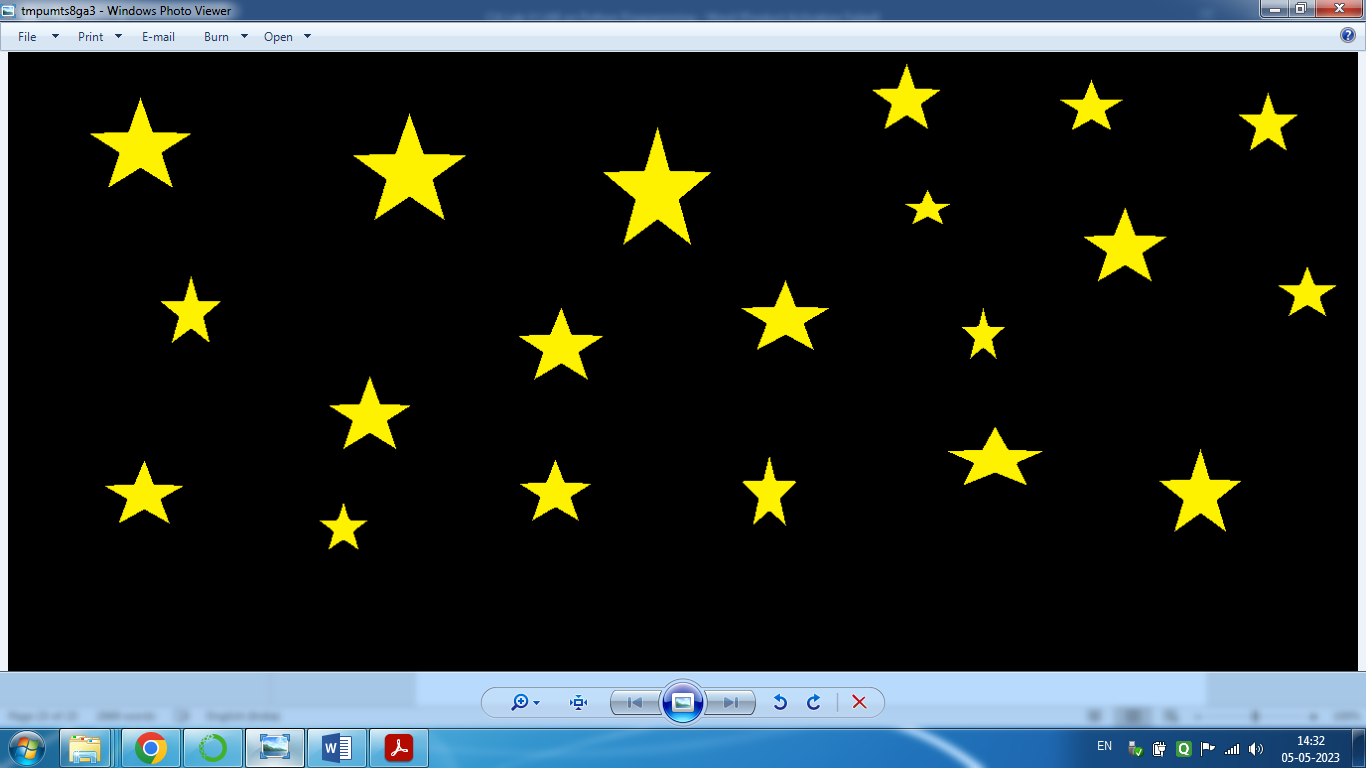 tmpumts8ga3 - Windows Photo Viewer
File Print E-mail Burn Open
EN
14:32
05-05-2023